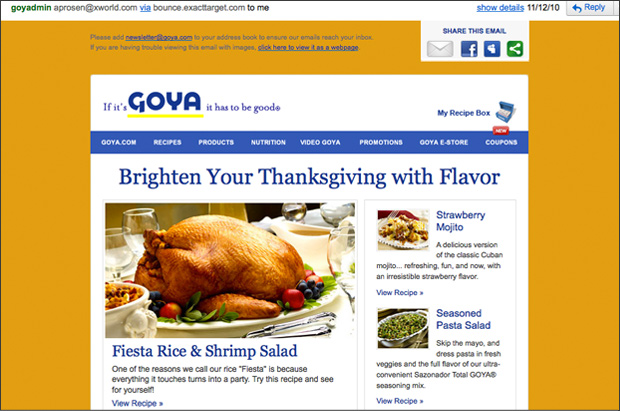 goyadmin aprosen@xworld.com via bounce.exacttarget.com to me
show details 11/12/10
Reply
Please add newsletter@goya.com to your address book to ensure our emails reach your inbox.
If you are having trouble viewing this email with images, click here to view it as a webpage.
SHARE THIS EMAIL
If it's GOYA it has to be good®
My Recipe Box
NEW
GOYA.COM RECIPES PRODUCTS NUTRITION VIDEO GOYA PROMOTIONS GOYA E-STORE COUPONS
Brighten Your Thanksgiving with Flavor
Fiesta Rice & Shrimp Salad
One of the reasons we call our rice "Fiesta" is because
everything it touches turns into a party. Try this recipe and see
for yourself!
View Recipe »
Strawberry
Mojito
A delicious version
of the classic Cuban
mojito... refreshing, fun, and now, with
an irresistible strawberry flavor.
View Recipe »
Seasoned
Pasta Salad
Skip the mayo, and
dress pasta in fresh
veggies and the full flavor of our ultra-
convenient Sazonador Total GOYA®
seasoning mix.
View Recipe »